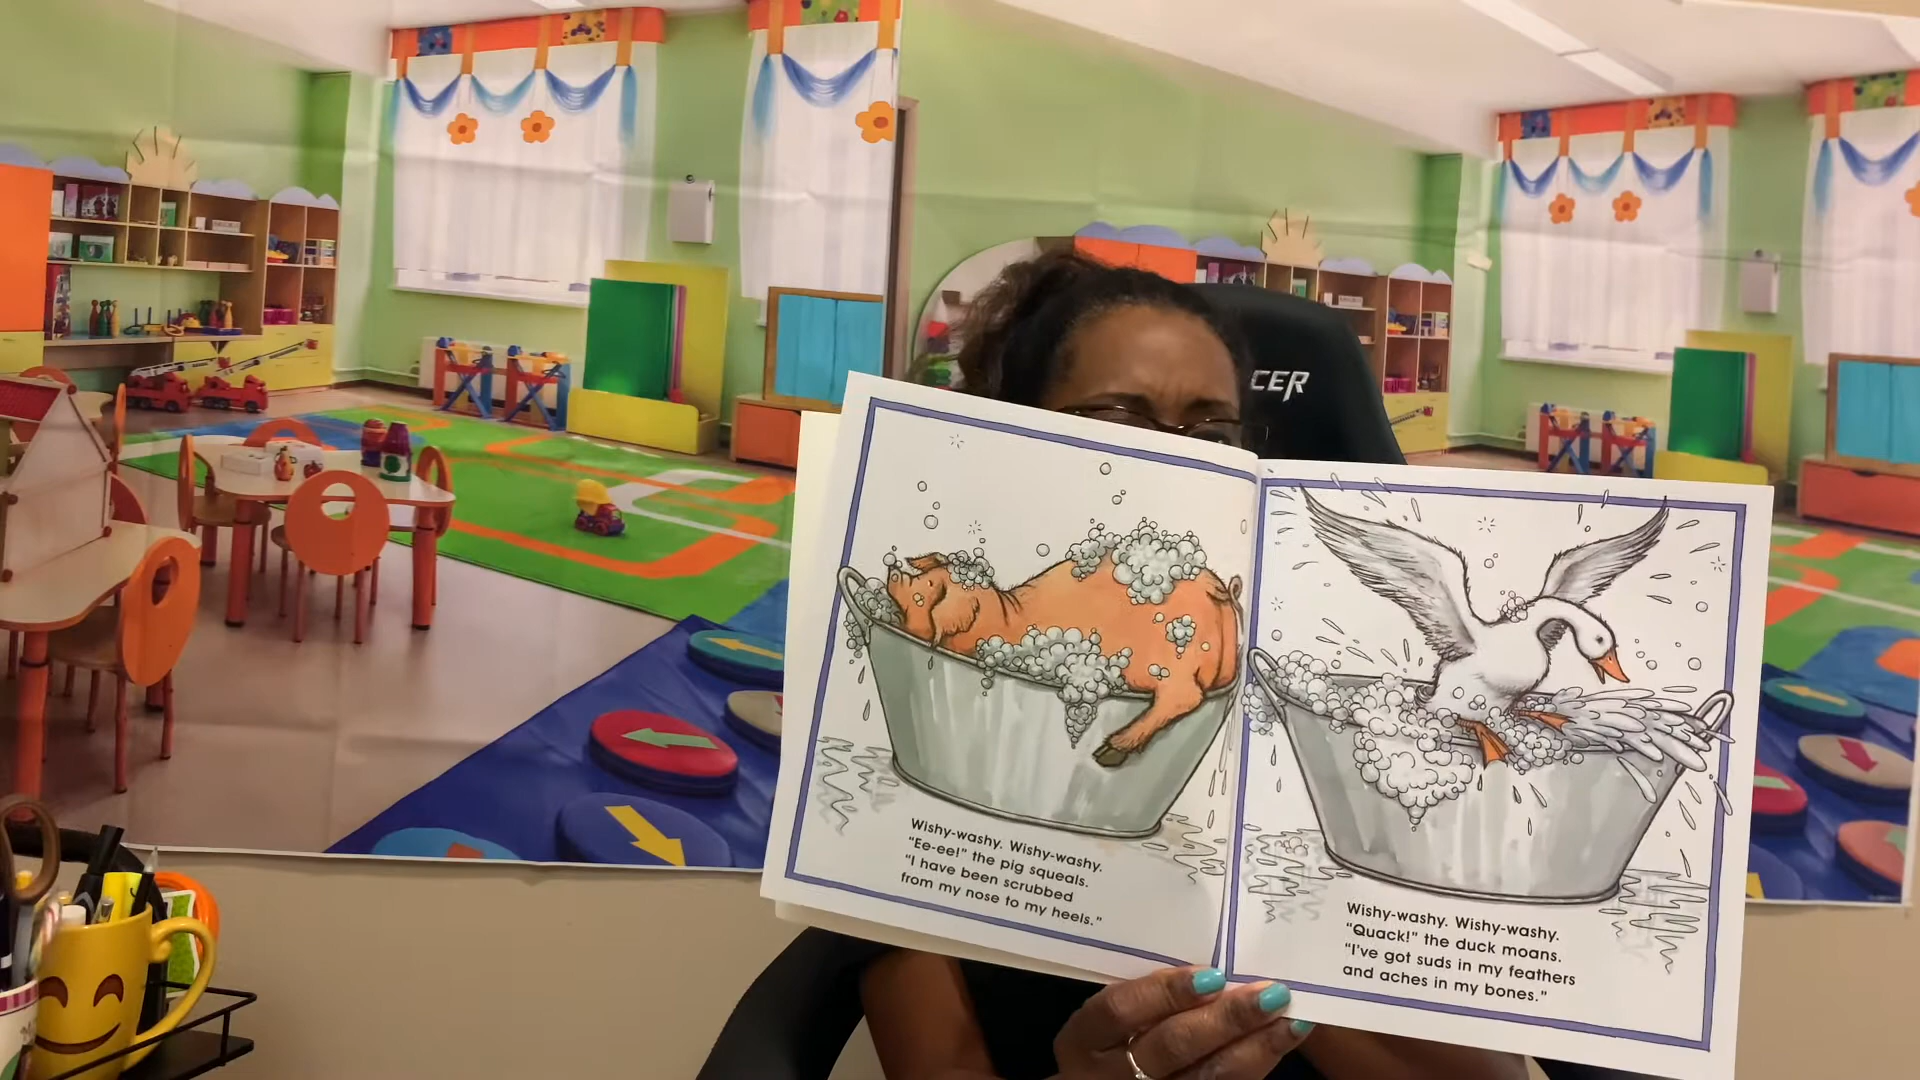 CER
Wishy-washy. Wishy-washy.
"Ee-ee!" the pig squeals.
"I have been scrubbed
from my nose to my heels."
Wishy-washy. Wishy-washy.
"Quack!" the duck moans.
"I've got suds in my feathers
and aches in my bones."